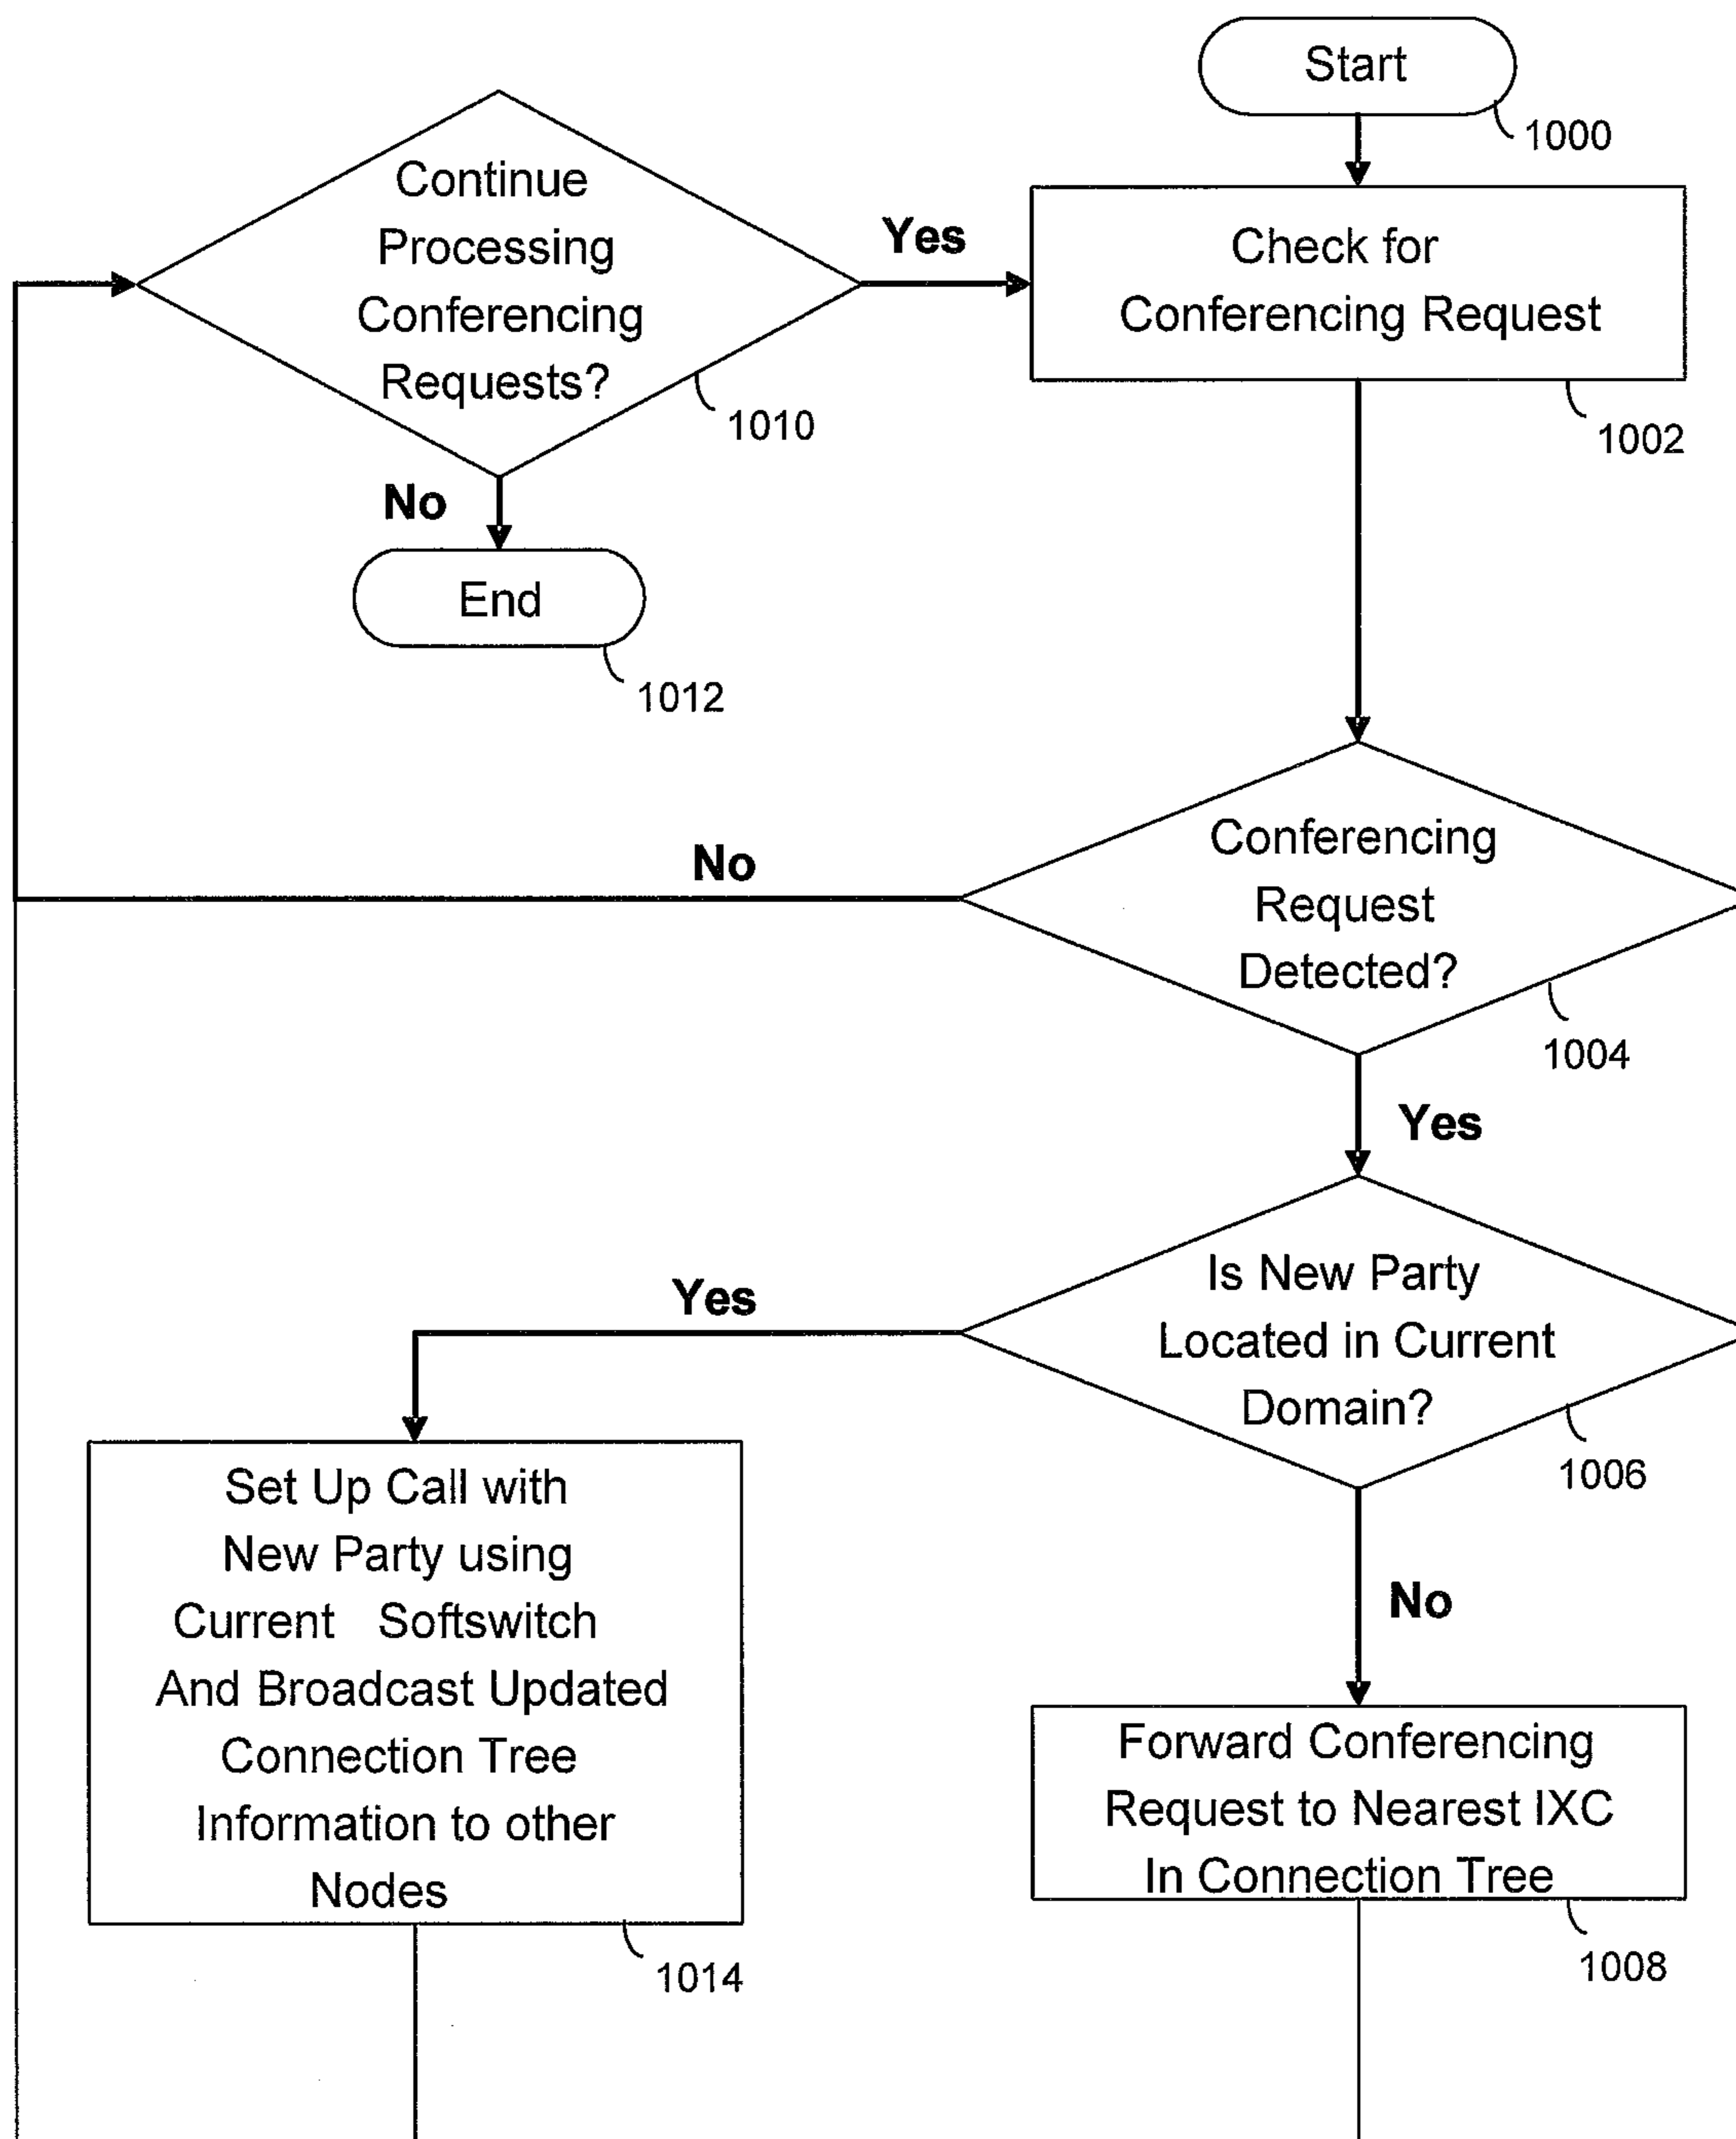 Start
1000
Continue
Processing
Conferencing
Requests?
1010
Yes
Check for
Conferencing Request
1002
No
End
1012
No
Conferencing
Request
Detected?
1004
Yes
Is New Party
Located in Current
Domain?
1006
Yes
Set Up Call with
New Party using
Current Softswitch
And Broadcast Updated
Connection Tree
Information to other
Nodes
1014
No
Forward Conferencing
Request to Nearest IXC
In Connection Tree
1008